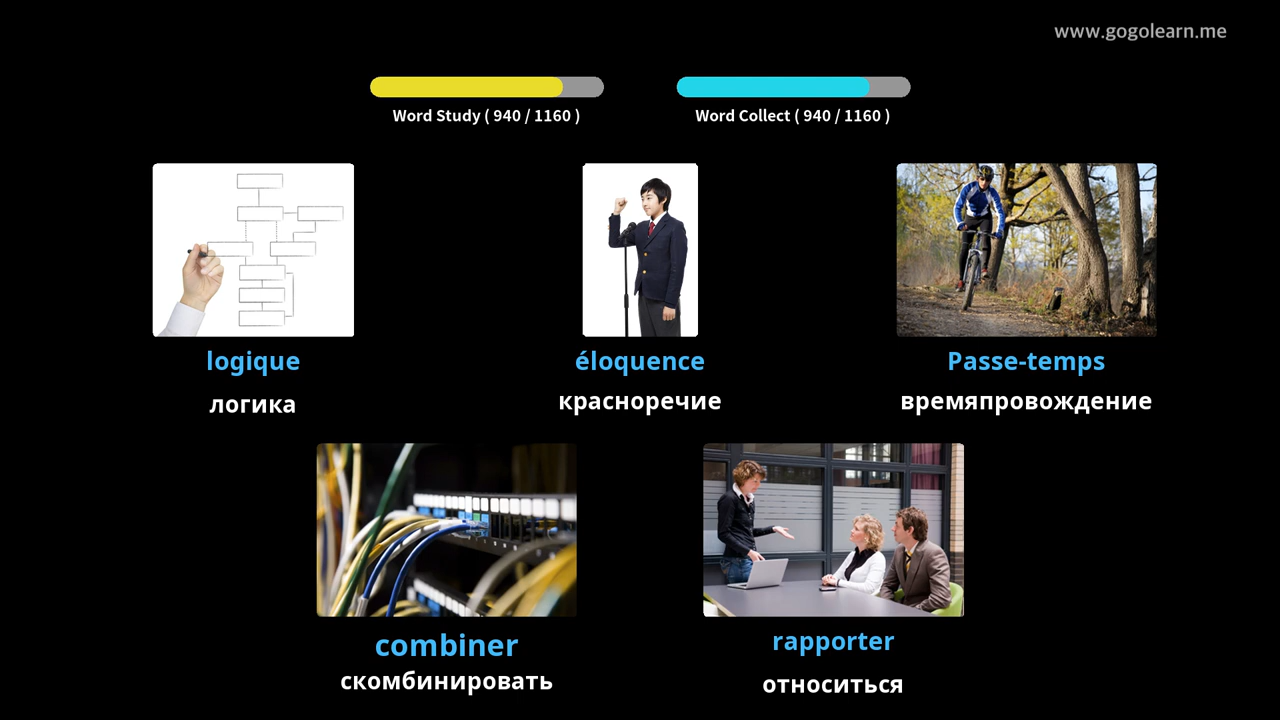 www.gogolearn.me
Word Study ( 940 / 1160 )
Word Collect ( 940 / 1160 )
logique
éloquence
Passe-temps
логика
красноречие
времяпровождение
combiner
rapporter
скомбинировать
относиться